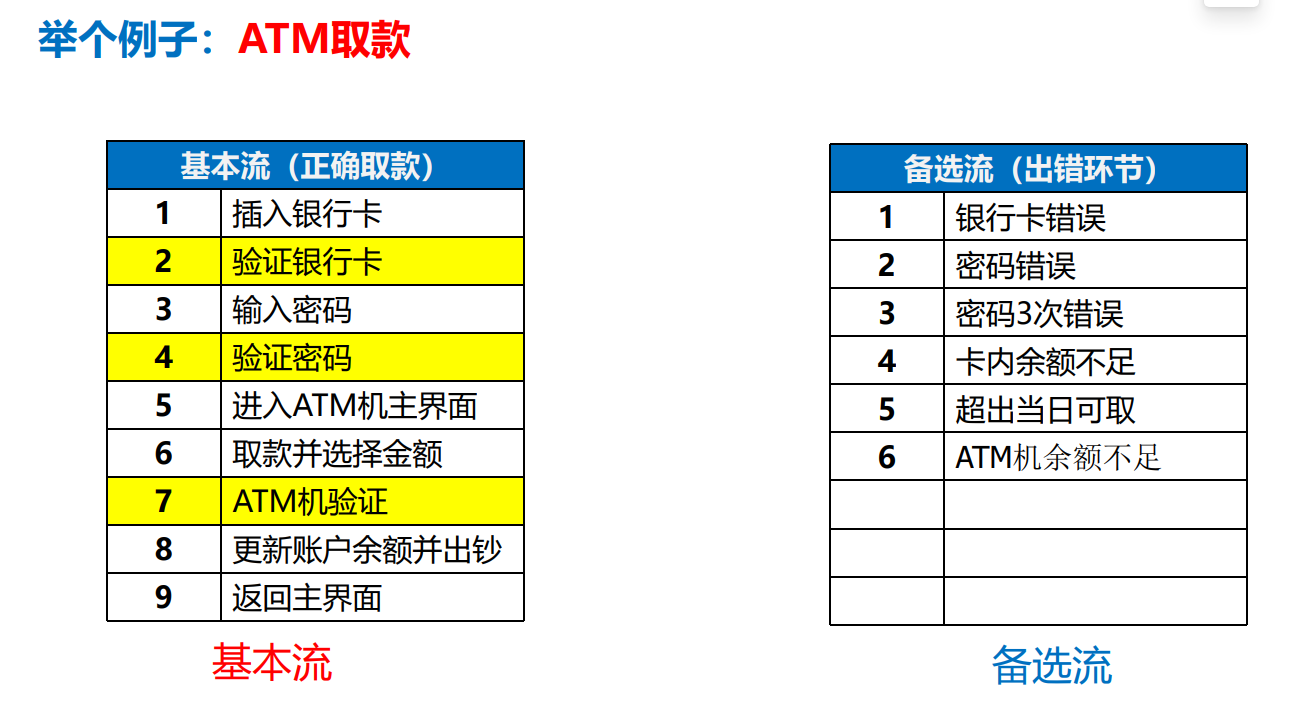 举个例子：ATM取款
基本流（正确取款）
1 插入银行卡
2 验证银行卡
3 输入密码
4 验证密码
5 进入ATM机主界面
6 取款并选择金额
7 ATM机验证
8 更新账户余额并出钞
9 返回主界面
基本流
备选流（出错环节）
1 银行卡错误
2 密码错误
3 密码3次错误
4 卡内余额不足
5 超出当日可取
6 ATM机余额不足
备选流